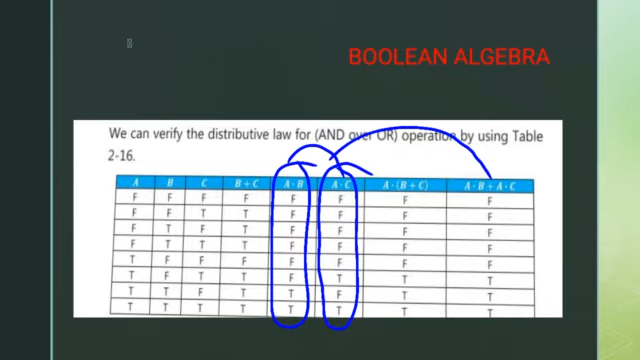 BOOLEAN ALGEBRA
We can verify the distributive law for (AND over OR) operation by using Table
2-16.
A B C B + C A · B A · C A · (B + C) A · B + A · C
F F F F F F F F
F F T T F F F F
F T F T F F F F
F T T T F F F F
T F F F F F F F
T F T T F T T T
T T F T T F T T
T T T T T T T T